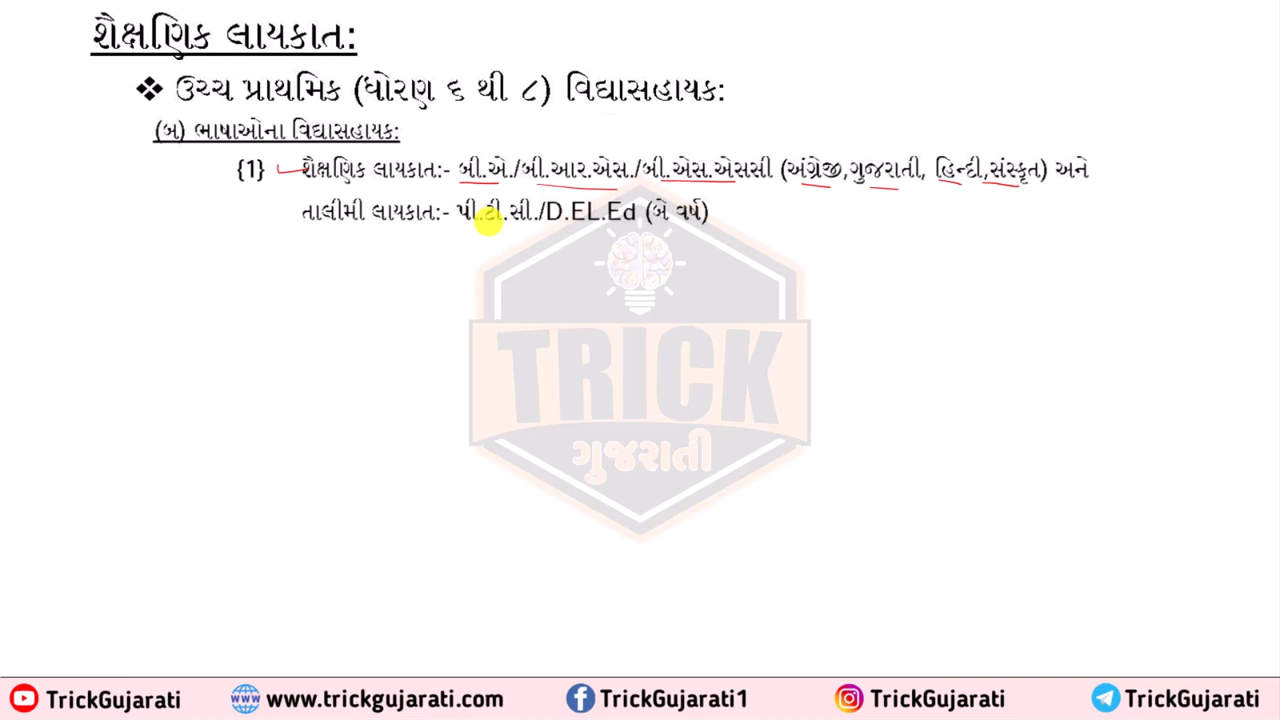 શૈક્ષણિક લાયકાત:
❖ ઉચ્ચ પ્રાથમિક (ધોરણ ૬ થી ૮) વિદ્યાસહાયક:
(બ) ભાષાઓના વિદ્યાસહાયક:
{1} શૈક્ષણિક લાયકાત:- બી.એ./બી.આર.એસ./બી.એસ.એસસી (અંગ્રેજી,ગુજરાતી, હિન્દી,સંસ્કૃત) અને
તાલીમી લાયકાત:- પી.ટી.સી./D.EL.Ed (બે વર્ષ)
TRICK
ગુજરાતી
TrickGujarati www.trickgujarati.com TrickGujarati1 TrickGujarati TrickGujarati